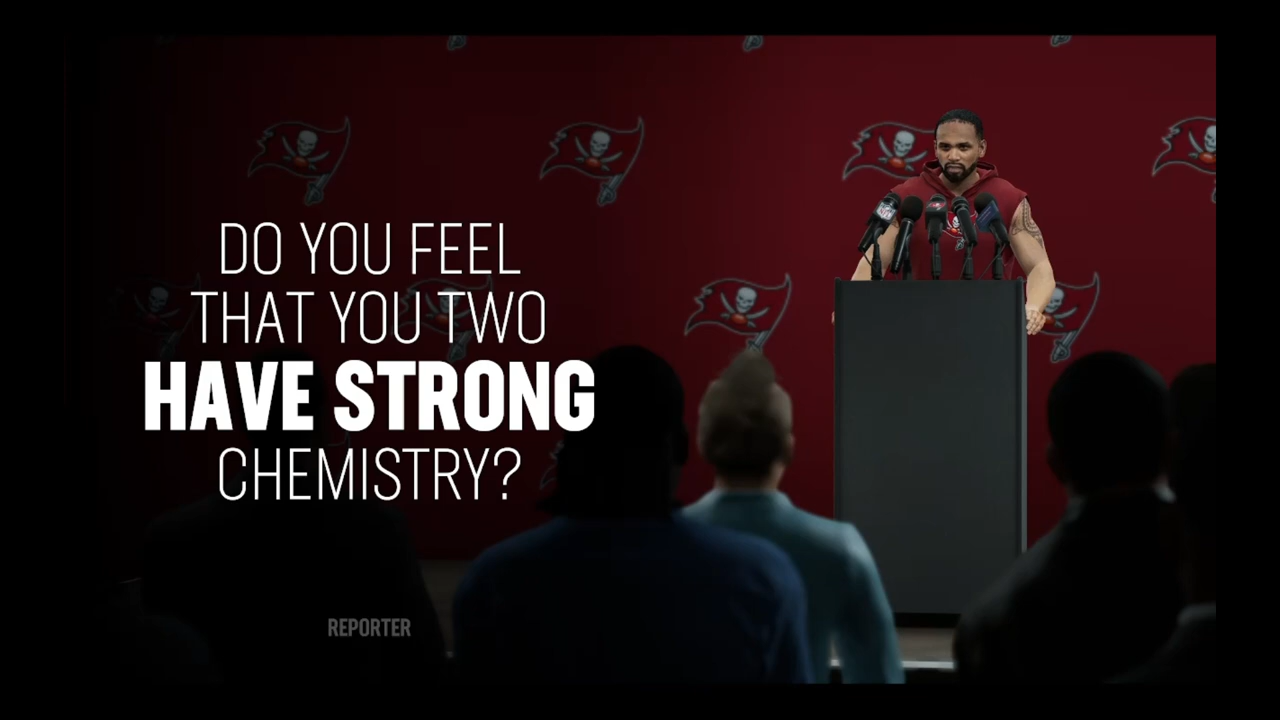 DO YOU FEEL
THAT YOU TWO
HAVE STRONG
CHEMISTRY?
REPORTER